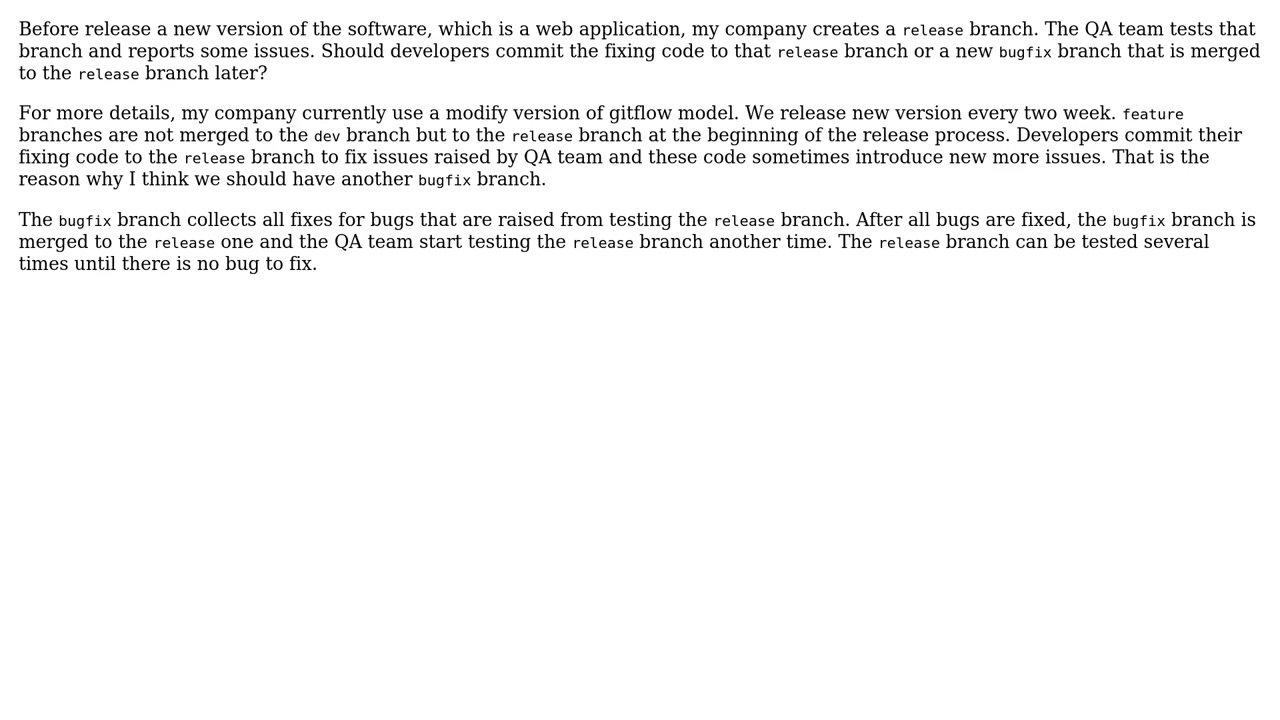 Before release a new version of the software, which is a web application, my company creates a release branch. The QA team tests that
branch and reports some issues. Should developers commit the fixing code to that release branch or a new bugfix branch that is merged
to the release branch later?
For more details, my company currently use a modify version of gitflow model. We release new version every two week. feature
branches are not merged to the dev branch but to the release branch at the beginning of the release process. Developers commit their
fixing code to the release branch to fix issues raised by QA team and these code sometimes introduce new more issues. That is the
reason why I think we should have another bugfix branch.
The bugfix branch collects all fixes for bugs that are raised from testing the release branch. After all bugs are fixed, the bugfix branch is
merged to the release one and the QA team start testing the release branch another time. The release branch can be tested several
times until there is no bug to fix.